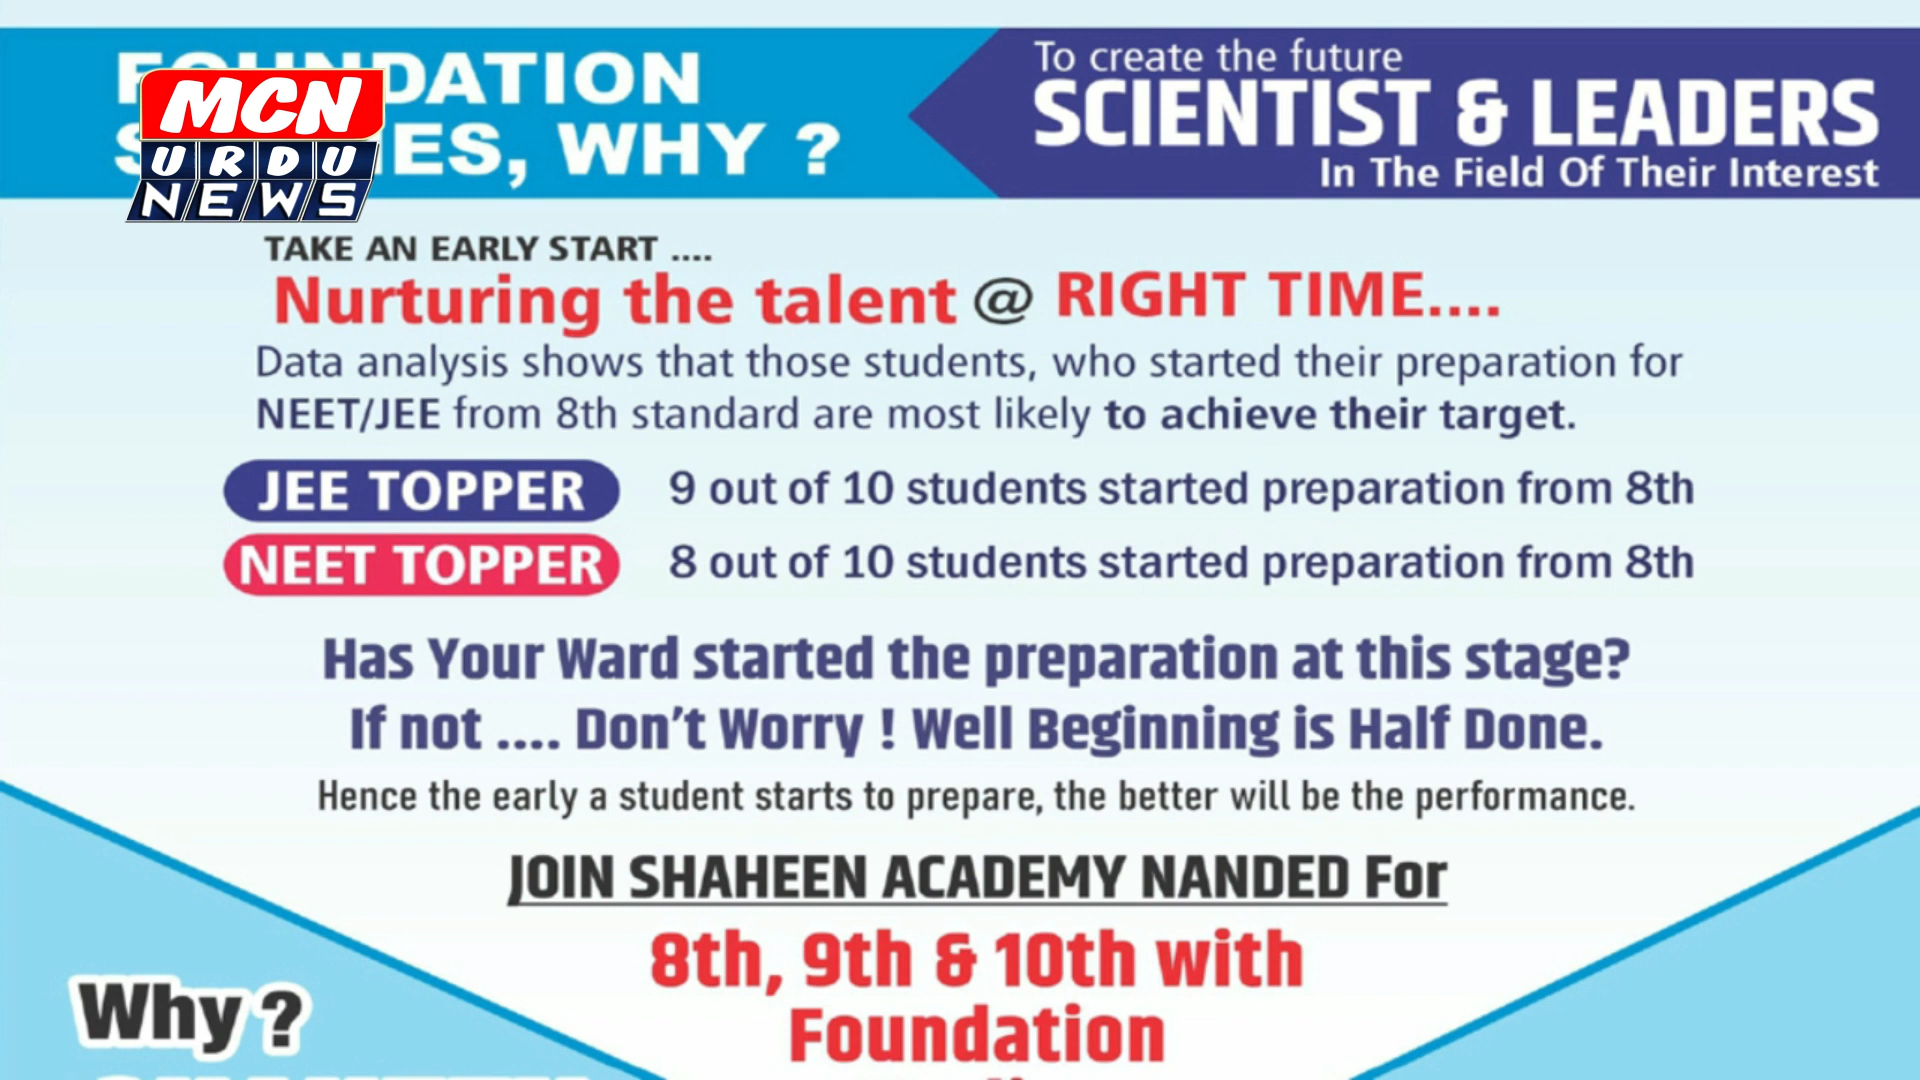 FOUNDATION
SERIES, WHY ?
MCN
URDU
NEWS
To create the future
SCIENTIST & LEADERS
In The Field Of Their Interest
TAKE AN EARLY START ....
Nurturing the talent @ RIGHT TIME....
Data analysis shows that those students, who started their preparation for
NEET/JEE from 8th standard are most likely to achieve their target.
JEE TOPPER 9 out of 10 students started preparation from 8th
NEET TOPPER 8 out of 10 students started preparation from 8th
Has Your Ward started the preparation at this stage?
If not .... Don't Worry ! Well Beginning is Half Done.
Hence the early a student starts to prepare, the better will be the performance.
JOIN SHAHEEN ACADEMY NANDED For
8th, 9th & 10th with
Foundation
Why ?